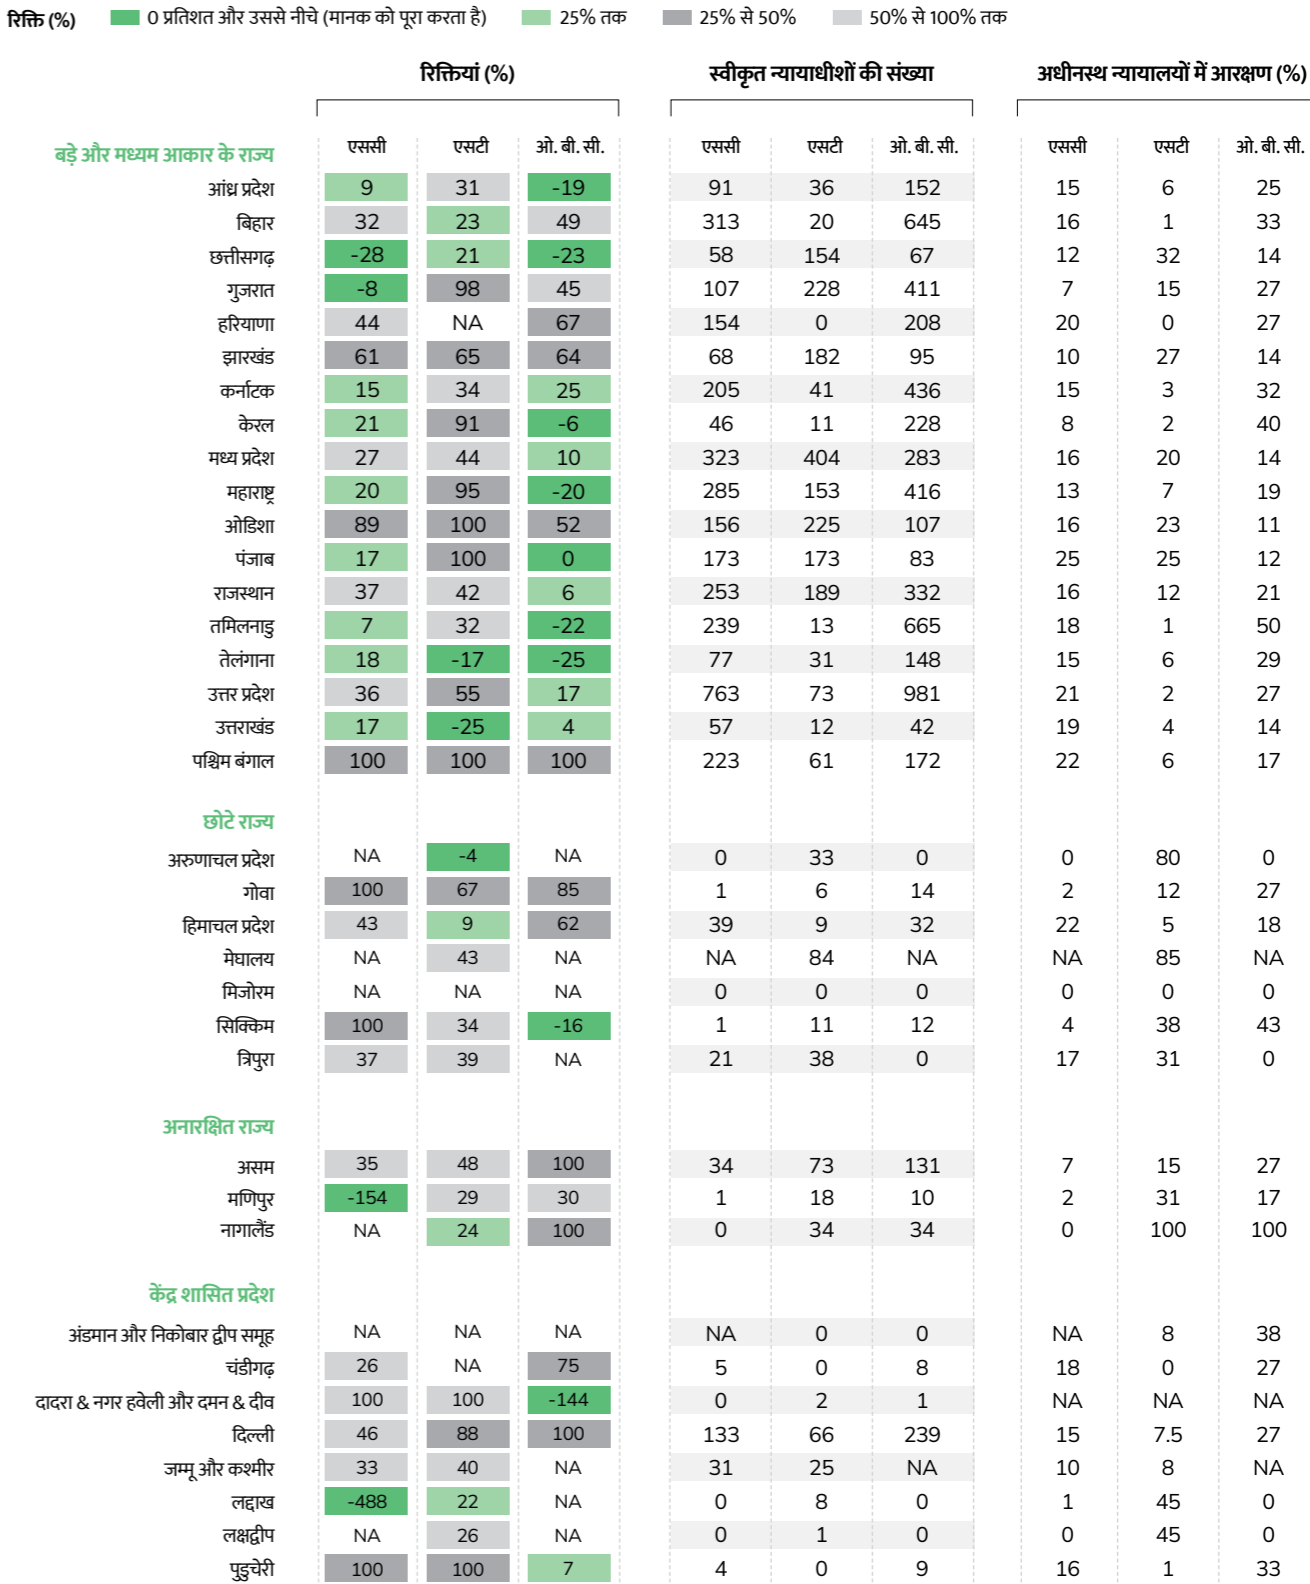 रिक्ति (%) 0 प्रतिशत और उससे नीचे (मानक को पूरा करता है) 25% तक 25% से 50% 50% से 100% तक
रिक्तियां (%) स्वीकृत न्यायाधीशों की संख्या अधीनस्थ न्यायालयों में आरक्षण (%)
बड़े और मध्यम आकार के राज्य एससी एसटी ओ. बी. सी. एससी एसटी ओ. बी. सी. एससी एसटी ओ. बी. सी.
आंध्र प्रदेश 9 31 -19 91 36 152 15 6 25
बिहार 32 23 49 313 20 645 16 1 33
छत्तीसगढ़ -28 21 -23 58 154 67 12 32 14
गुजरात -8 98 45 107 228 411 7 15 27
हरियाणा 44 NA 67 154 0 208 20 0 27
झारखंड 61 65 64 68 182 95 10 27 14
कर्नाटक 15 34 25 205 41 436 15 3 32
केरल 21 91 -6 46 11 228 8 2 40
मध्य प्रदेश 27 44 10 323 404 283 16 20 14
महाराष्ट्र 20 95 -20 285 153 416 13 7 19
ओडिशा 89 100 52 156 225 107 16 23 11
पंजाब 17 100 0 173 173 83 25 25 12
राजस्थान 37 42 6 253 189 332 16 12 21
तमिलनाडु 7 32 -22 239 13 665 18 1 50
तेलंगाना 18 -17 -25 77 31 148 15 6 29
उत्तर प्रदेश 36 55 17 763 73 981 21 2 27
उत्तराखंड 17 -25 4 57 12 42 19 4 14
पश्चिम बंगाल 100 100 100 223 61 172 22 6 17
छोटे राज्य
अरुणाचल प्रदेश NA -4 NA 0 33 0 0 80 0
गोवा 100 67 85 1 6 14 2 12 27
हिमाचल प्रदेश 43 9 62 39 9 32 22 5 18
मेघालय NA 43 NA NA 84 NA NA 85 NA
मिजोरम NA NA NA 0 0 0 0 0 0
सिक्किम 100 34 -16 1 11 12 4 38 43
त्रिपुरा 37 39 NA 21 38 0 17 31 0
अनारक्षित राज्य
असम 35 48 100 34 73 131 7 15 27
मणिपुर -154 29 30 1 18 10 2 31 17
नागालैंड NA 24 100 0 34 34 0 100 100
केंद्र शासित प्रदेश
अंडमान और निकोबार द्वीप समूह NA NA NA NA 0 0 NA 8 38
चंडीगढ़ 26 NA 75 5 0 8 18 0 27
दादरा & नगर हवेली और दमन & दीव 100 100 -144 0 2 1 NA NA NA
दिल्ली 46 88 100 133 66 239 15 7.5 27
जम्मू और कश्मीर 33 40 NA 31 25 NA 10 8 NA
लद्दाख -488 22 NA 0 8 0 1 45 0
लक्षद्वीप NA 26 NA 0 1 0 0 45 0
पुडुचेरी 100 100 7 4 0 9 16 1 33